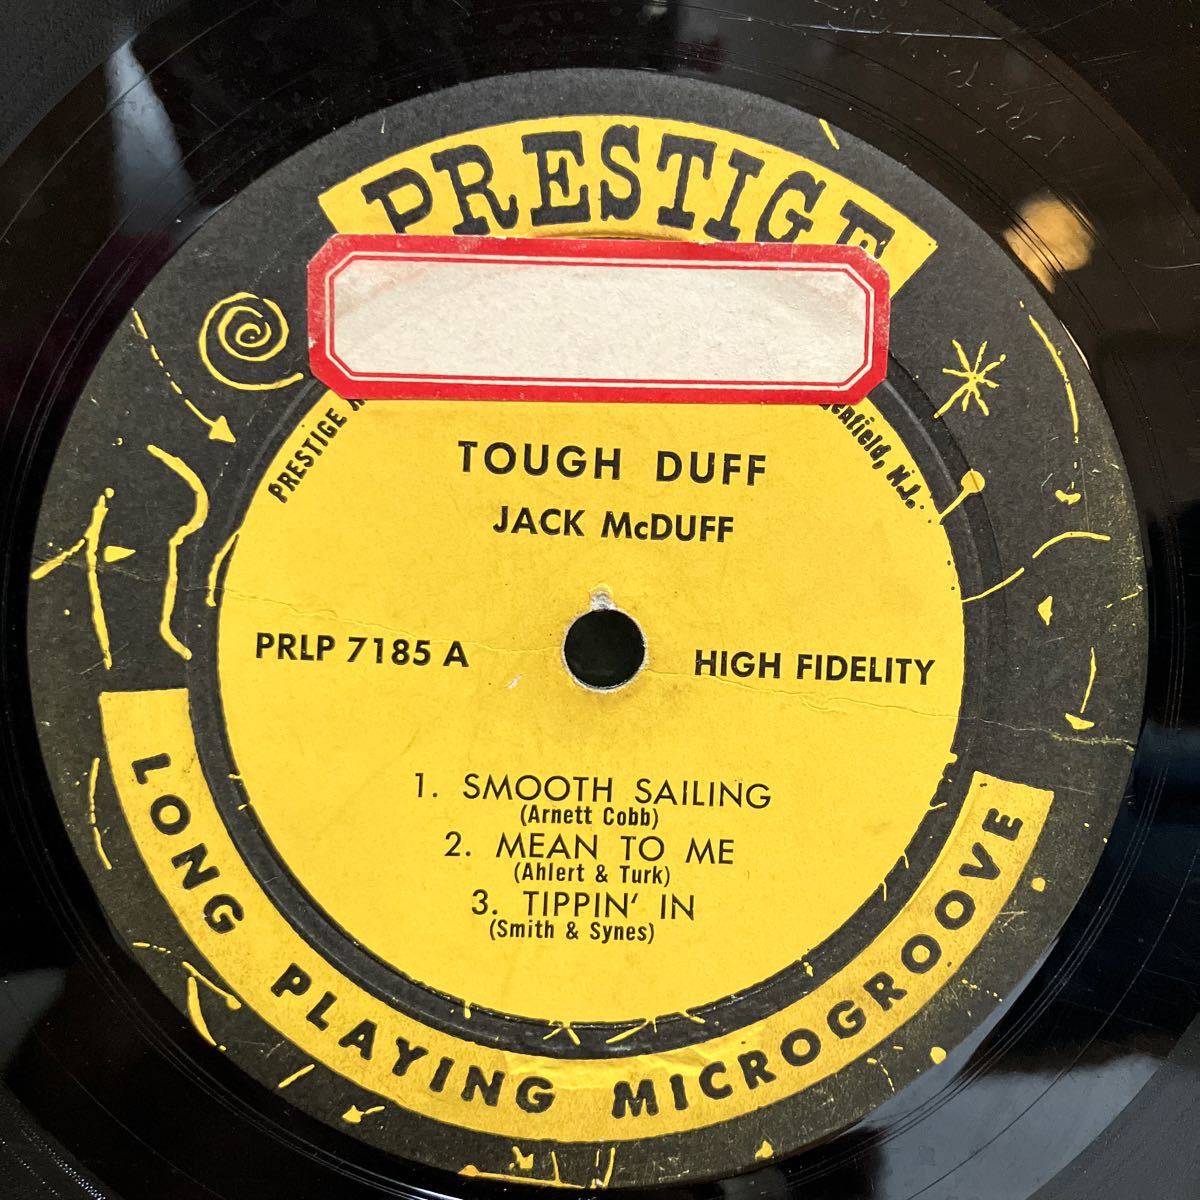 PRESTIGE
PRESTIGE
N.J.
TOUGH DUFF
JACK McDUFF
PRLP 7185 A
HIGH FIDELITY
1. SMOOTH SAILING
(Arnett Cobb)
2. MEAN TO ME
(Ahlert & Turk)
3. TIPPIN' IN
(Smith & Synes)
LONG PLAYING MICROGROOVE